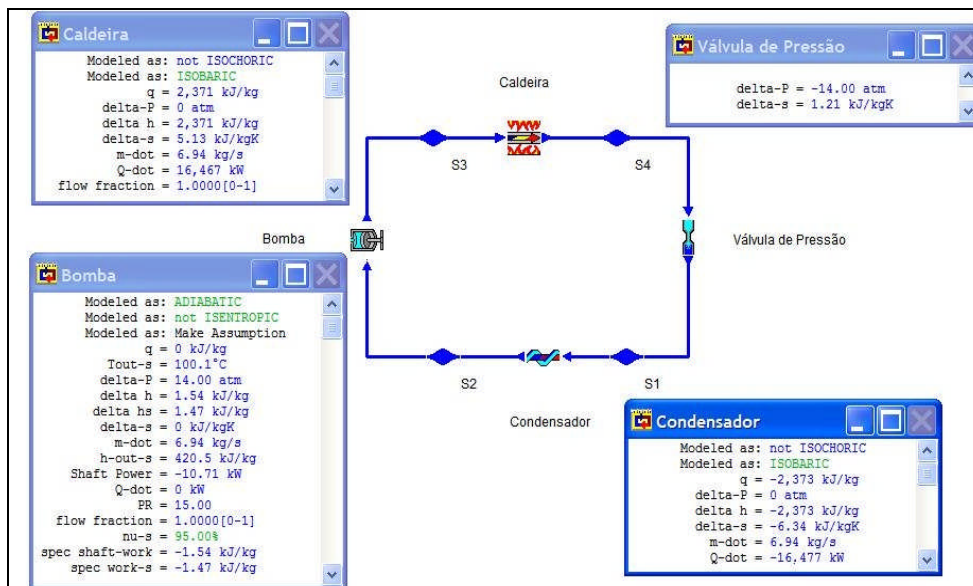 Caldeira
Modeled as: not ISOCHORIC
Modeled as: ISOBARIC
q = 2,371 kJ/kg
delta-P = 0 atm
delta h = 2,371 kJ/kg
delta-s = 5.13 kJ/kgK
m-dot = 6.94 kg/s
Q-dot = 16,467 kW
flow fraction = 1.0000[0-1]
Válvula de Pressão
delta-P = -14.00 atm
delta-s = 1.21 kJ/kgK
Caldeira
S3
S4
Bomba
Válvula de Pressão
S2
S1
Condensador
Bomba
Modeled as: ADIABATIC
Modeled as: not ISENTROPIC
Modeled as: Make Assumption
q = 0 kJ/kg
Tout-s = 100.1°C
delta-P = 14.00 atm
delta h = 1.54 kJ/kg
delta hs = 1.47 kJ/kg
delta-s = 0 kJ/kgK
m-dot = 6.94 kg/s
h-out-s = 420.5 kJ/kg
Shaft Power = -10.71 kW
Q-dot = 0 kW
PR = 15.00
flow fraction = 1.0000[0-1]
nu-s = 95.00%
spec shaft-work = -1.54 kJ/kg
spec work-s = -1.47 kJ/kg
Condensador
Modeled as: not ISOCHORIC
Modeled as: ISOBARIC
q = -2,373 kJ/kg
delta-P = 0 atm
delta h = -2,373 kJ/kg
delta-s = -6.34 kJ/kgK
m-dot = 6.94 kg/s
Q-dot = -16,477 kW